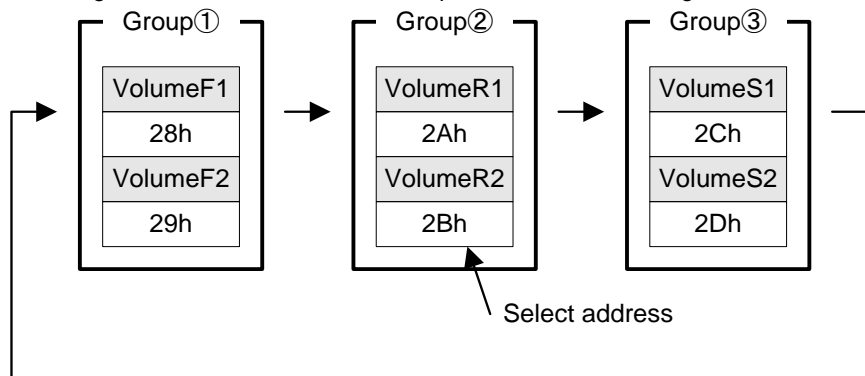 Group①
VolumeF1
28h
VolumeF2
29h
Group②
VolumeR1
2Ah
VolumeR2
2Bh
Group③
VolumeS1
2Ch
VolumeS2
2Dh
Select address